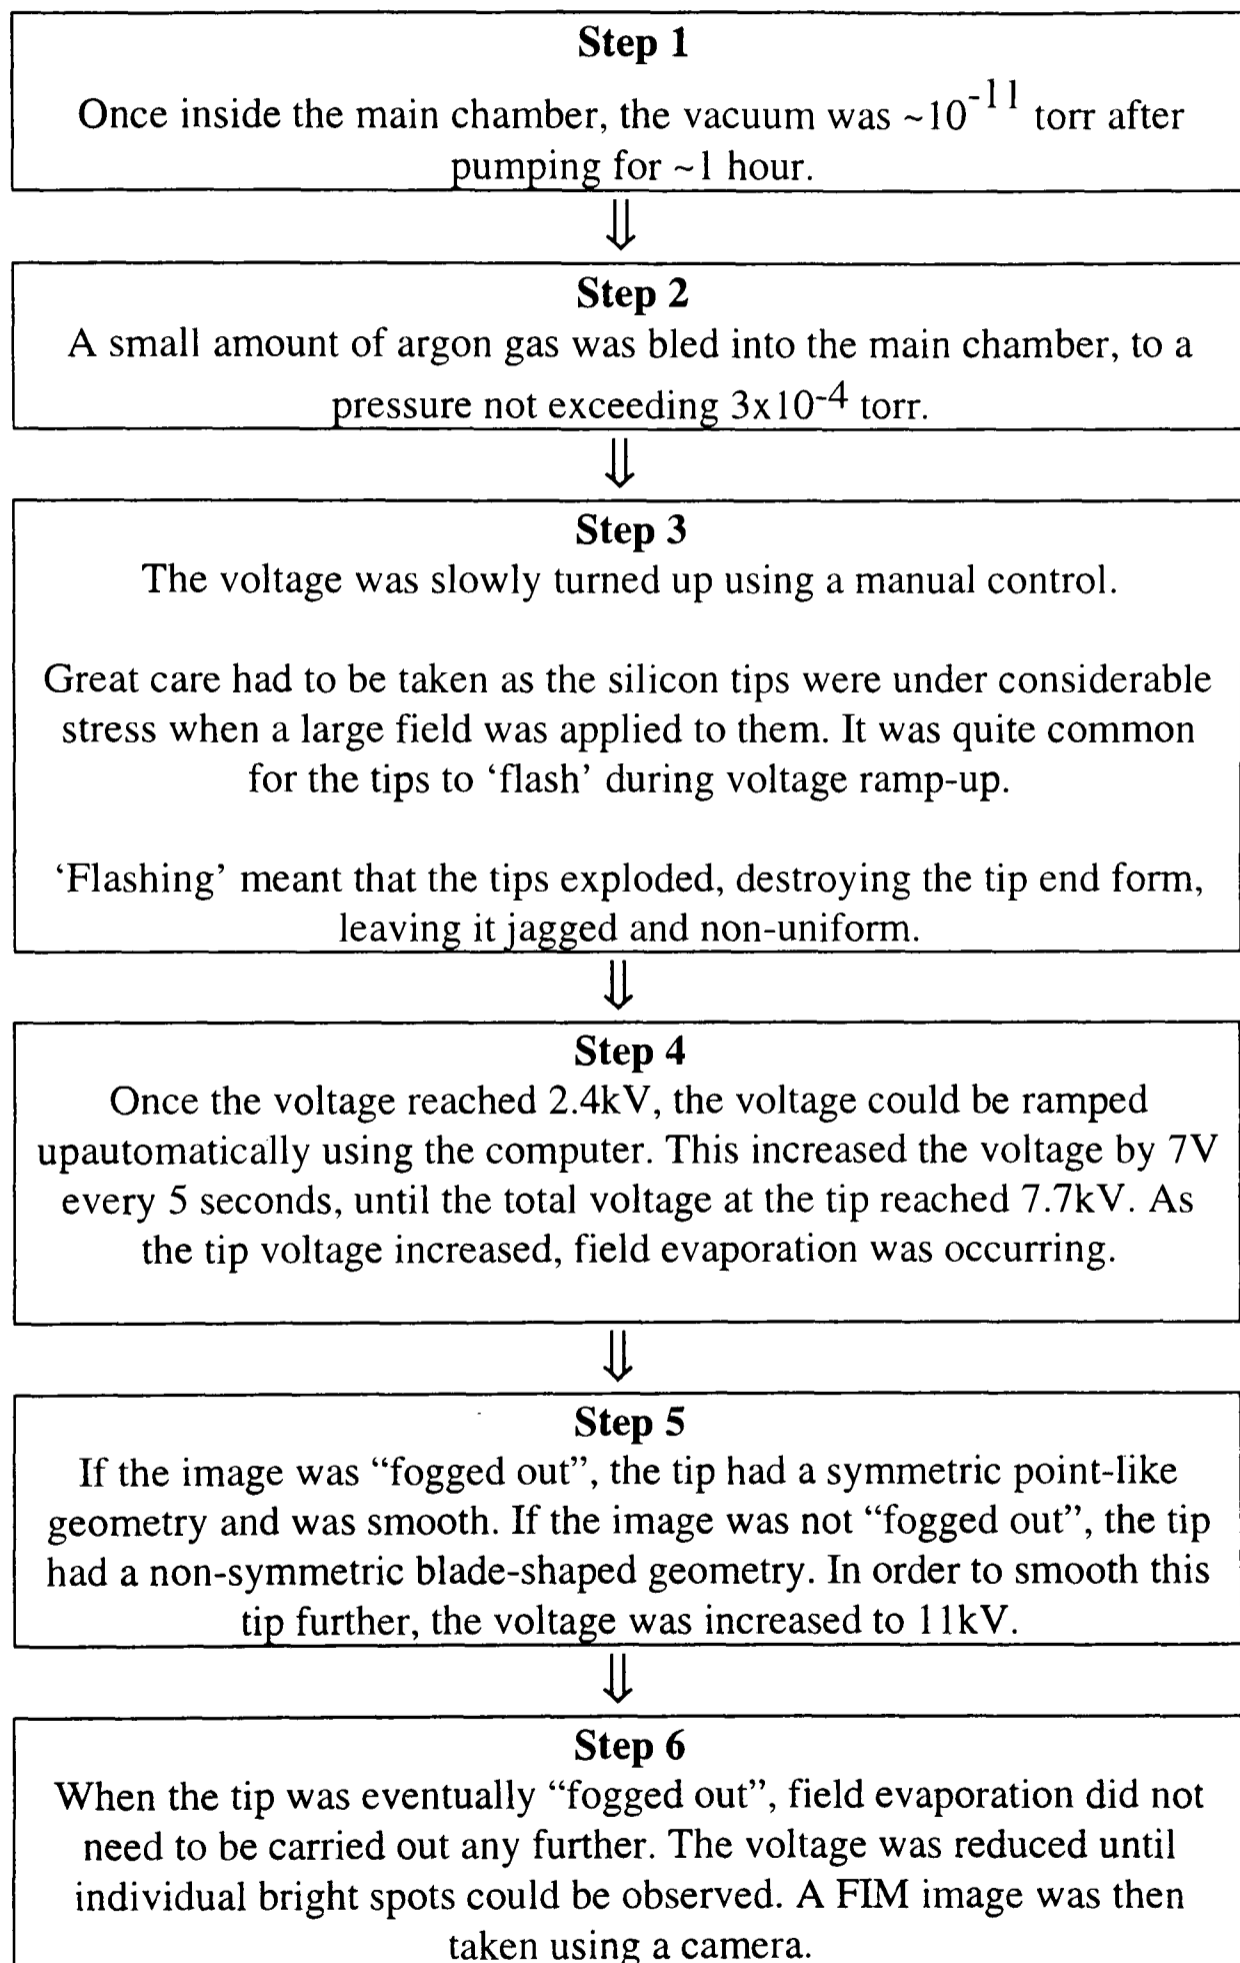 Step 1
Once inside the main chamber, the vacuum was ~10⁻¹¹ torr after
pumping for ~1 hour.
⇓
Step 2
A small amount of argon gas was bled into the main chamber, to a
pressure not exceeding 3x10⁻⁴ torr.
⇓
Step 3
The voltage was slowly turned up using a manual control.
Great care had to be taken as the silicon tips were under considerable
stress when a large field was applied to them. It was quite common
for the tips to ‘flash’ during voltage ramp-up.
‘Flashing’ meant that the tips exploded, destroying the tip end form,
leaving it jagged and non-uniform.
⇓
Step 4
Once the voltage reached 2.4kV, the voltage could be ramped
upautomatically using the computer. This increased the voltage by 7V
every 5 seconds, until the total voltage at the tip reached 7.7kV. As
the tip voltage increased, field evaporation was occurring.
⇓
Step 5
If the image was “fogged out”, the tip had a symmetric point-like
geometry and was smooth. If the image was not “fogged out”, the tip
had a non-symmetric blade-shaped geometry. In order to smooth this
tip further, the voltage was increased to 11kV.
⇓
Step 6
When the tip was eventually “fogged out”, field evaporation did not
need to be carried out any further. The voltage was reduced until
individual bright spots could be observed. A FIM image was then
taken using a camera.